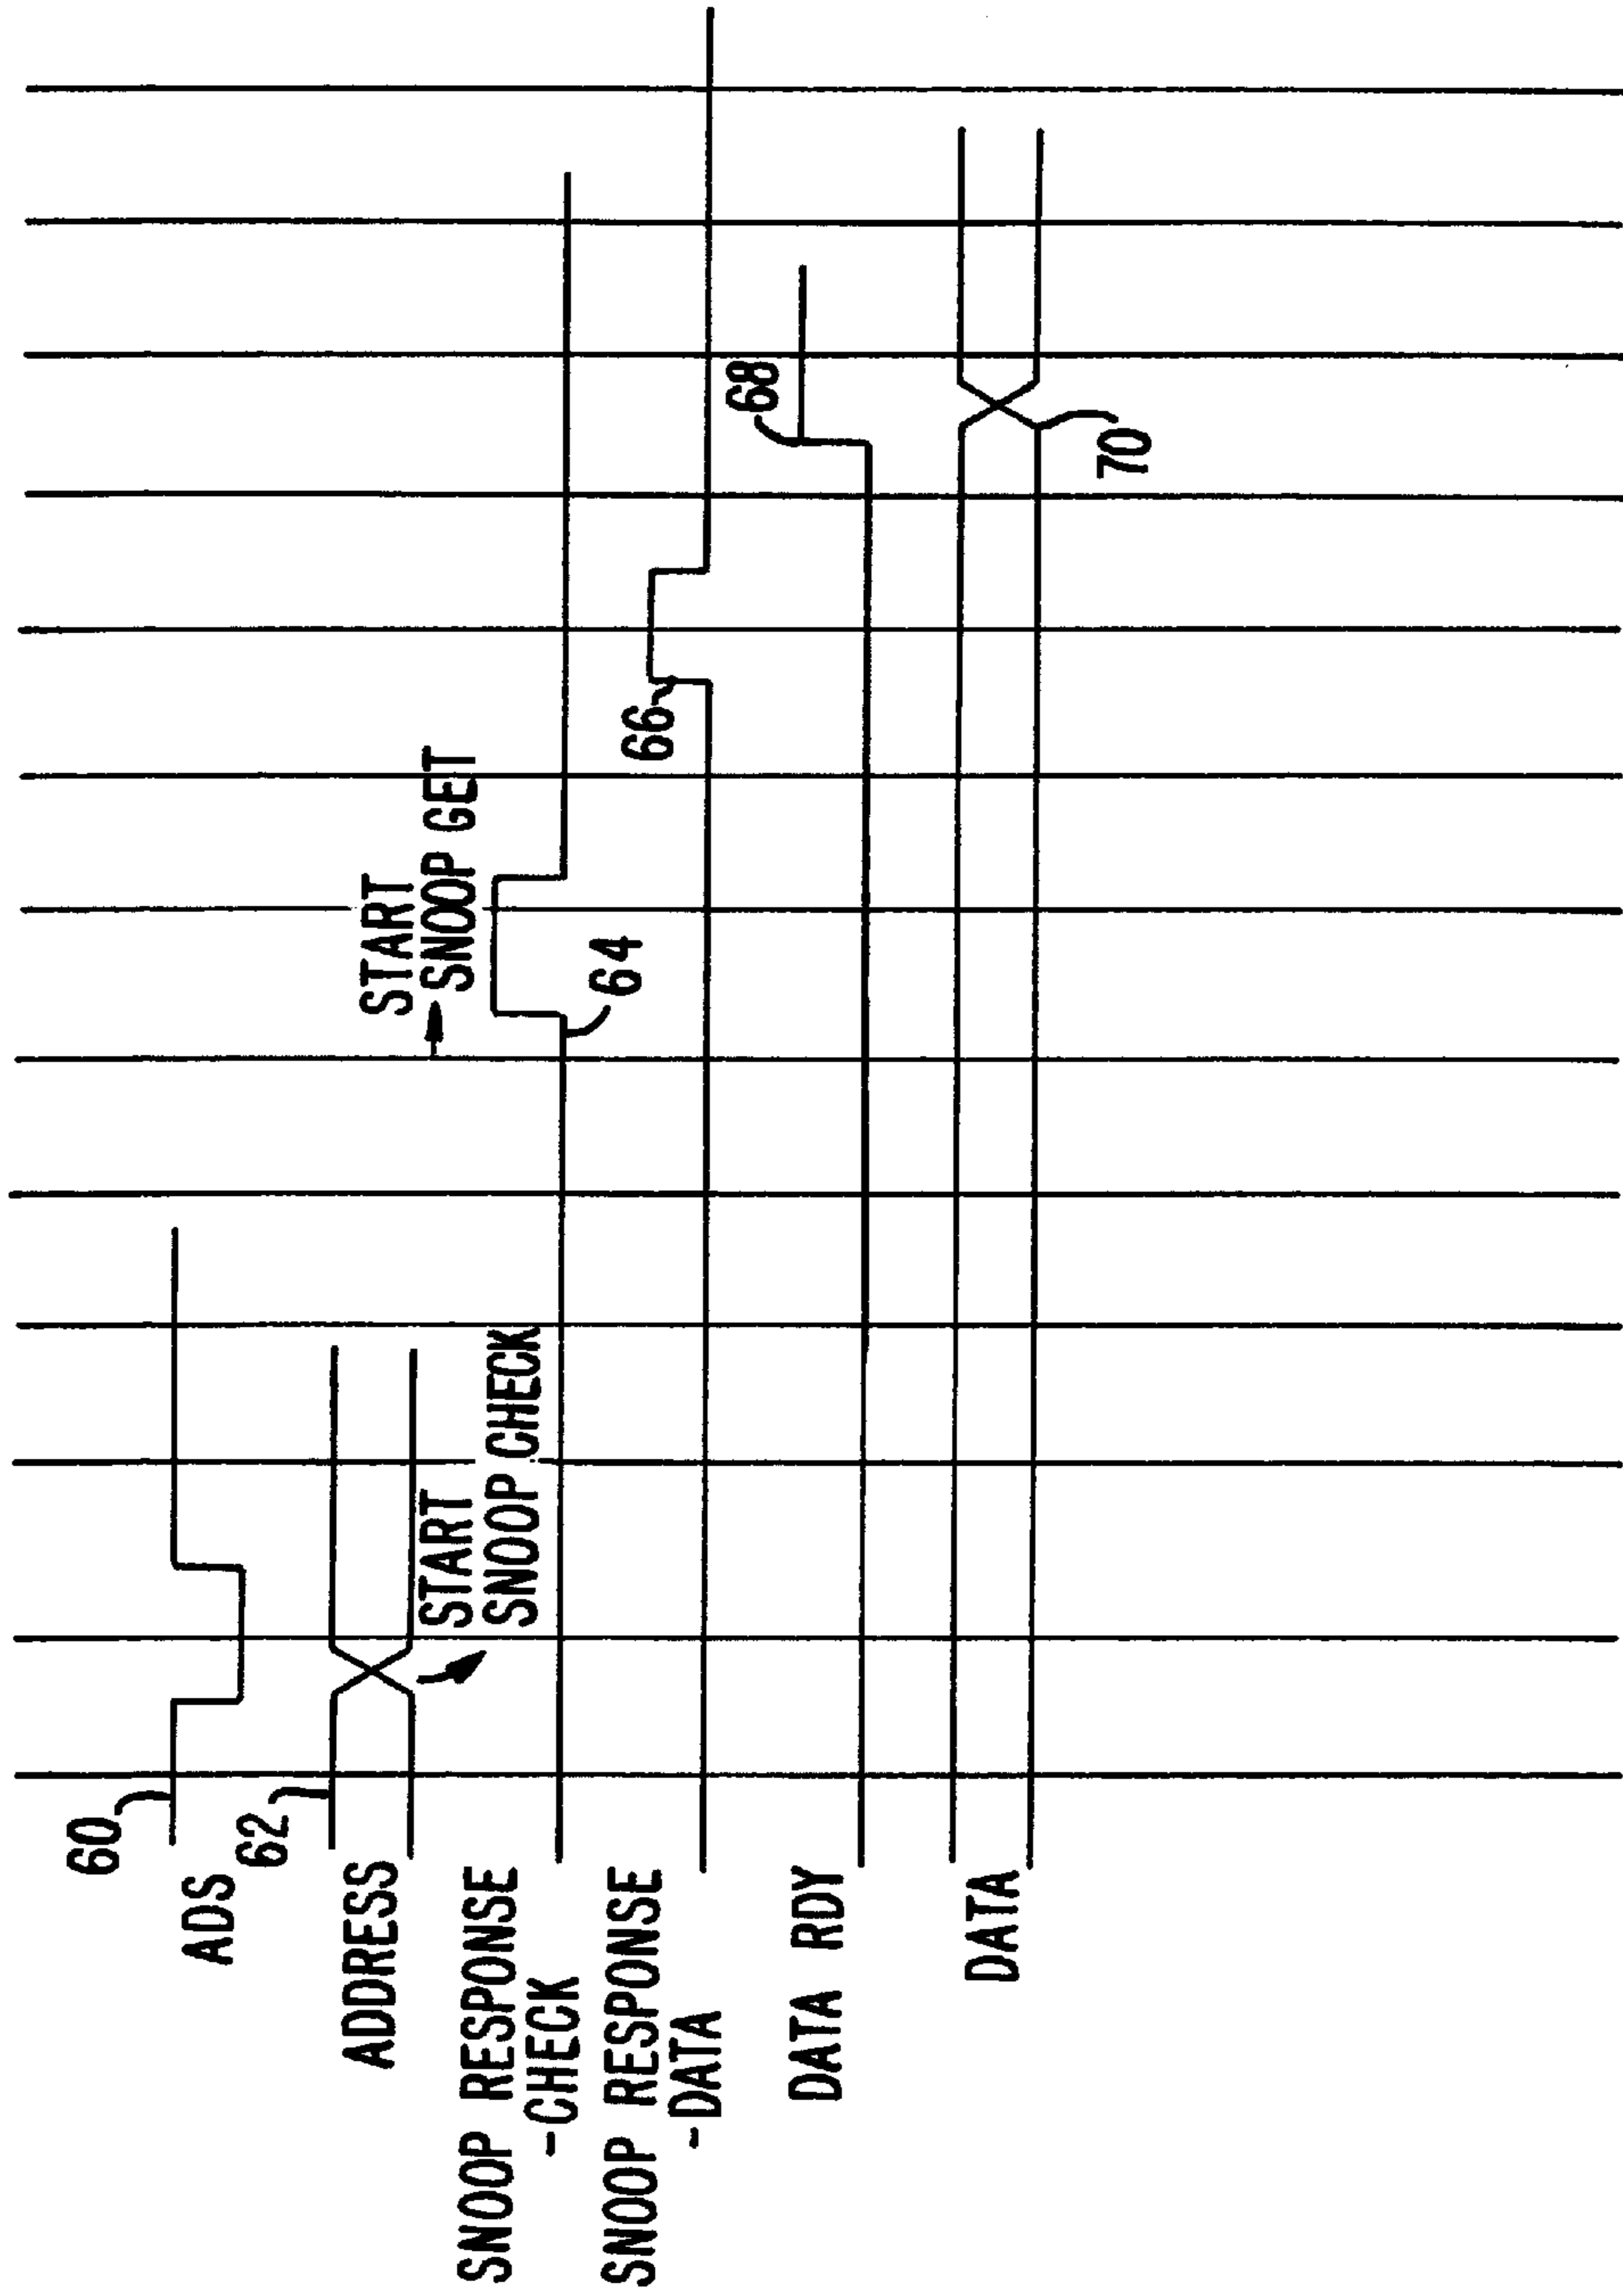 60
ADS
62
ADDRESS
START
SNOOP CHECK
START
SNOOP GET
SNOOP RESPONSE
-CHECK
64
SNOOP RESPONSE
-DATA
66
DATA RDY
68
DATA
70